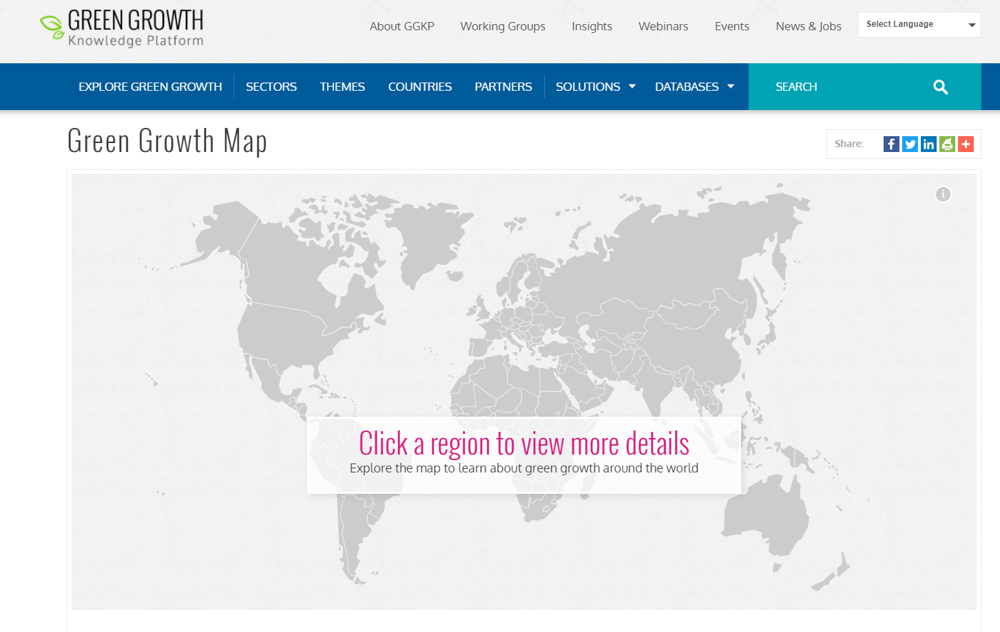 GREEN GROWTH
Knowledge Platform
About GGKP Working Groups Insights Webinars Events News & Jobs Select Language
EXPLORE GREEN GROWTH SECTORS THEMES COUNTRIES PARTNERS SOLUTIONS DATABASES SEARCH
Green Growth Map
Share:
Click a region to view more details
Explore the map to learn about green growth around the world